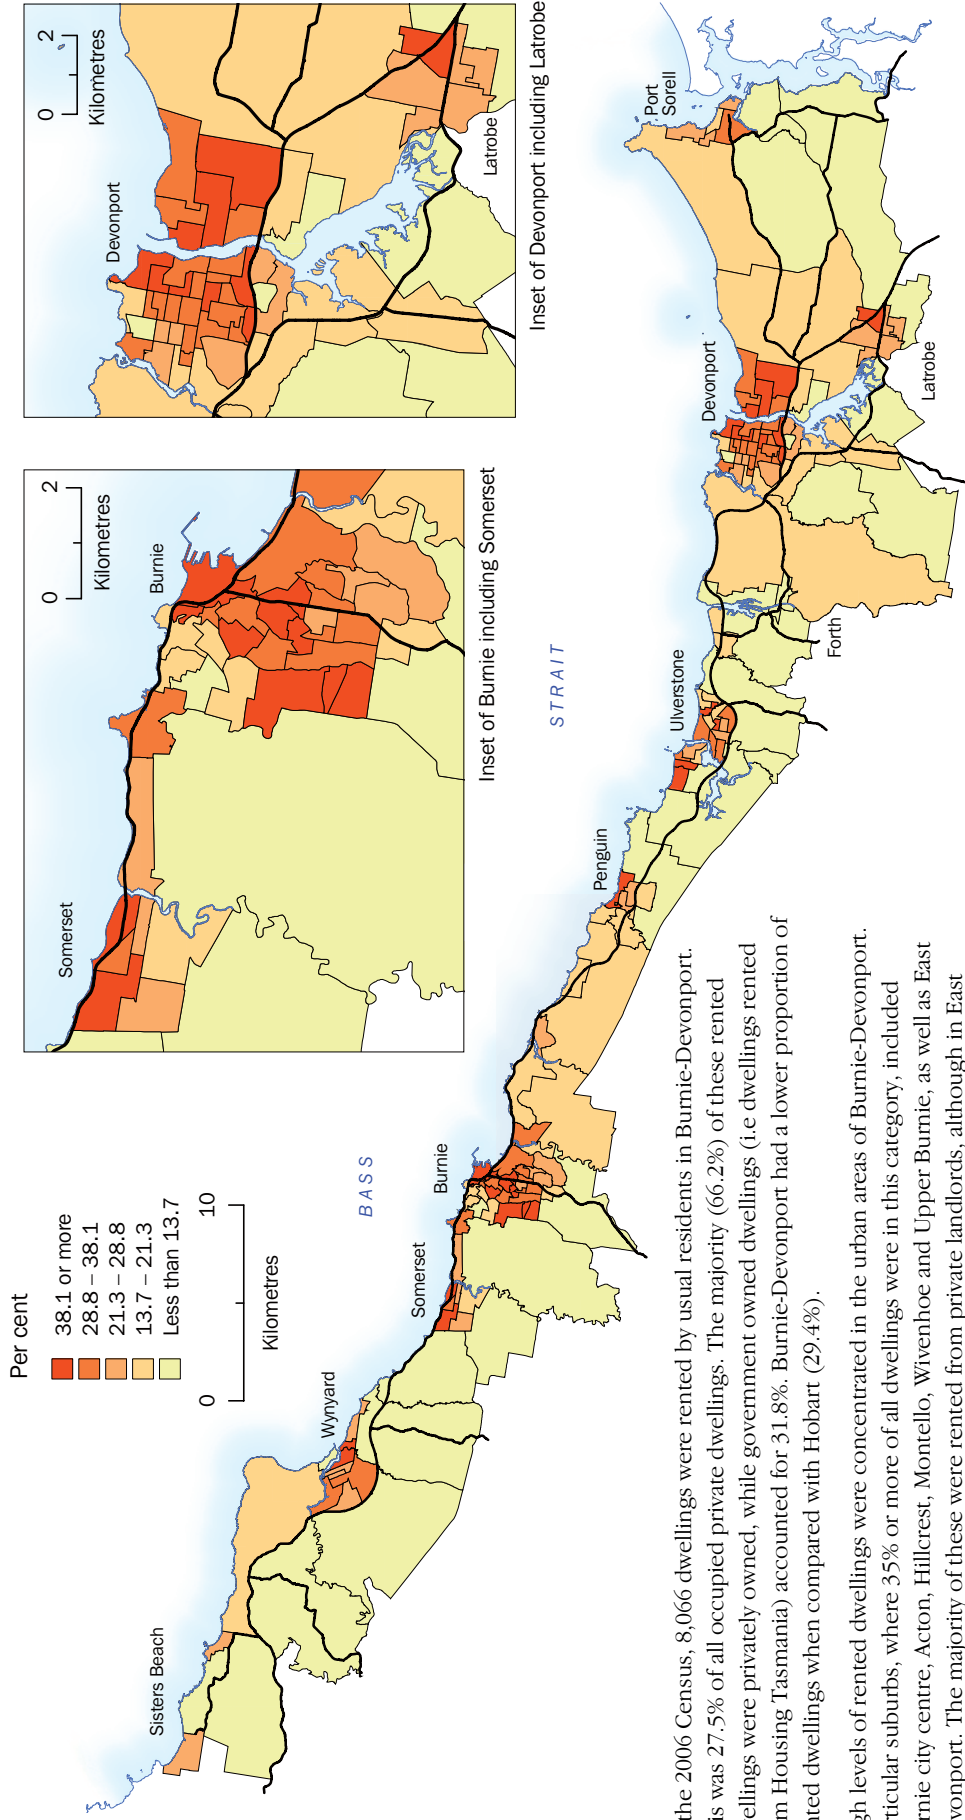 Per cent
38.1 or more
28.8 – 38.1
21.3 – 28.8
13.7 – 21.3
Less than 13.7
0 10
Kilometres
Somerset
Burnie
0 2
Kilometres
Inset of Burnie including Somerset
Devonport
Latrobe
0 2
Kilometres
Inset of Devonport including Latrobe
BASS
STRAIT
Sisters Beach
Wynyard
Somerset
Burnie
Penguin
Ulverstone
Forth
Devonport
Latrobe
Port
Sorell
the 2006 Census, 8,066 dwellings were rented by usual residents in Burnie-Devonport.
is was 27.5% of all occupied private dwellings. The majority (66.2%) of these rented
ellings were privately owned, while government owned dwellings (i.e dwellings rented
m Housing Tasmania) accounted for 31.8%. Burnie-Devonport had a lower proportion of
ted dwellings when compared with Hobart (29.4%).
gh levels of rented dwellings were concentrated in the urban areas of Burnie-Devonport.
rticular suburbs, where 35% or more of all dwellings were in this category, included
rnie city centre, Acton, Hillcrest, Montello, Wivenhoe and Upper Burnie, as well as East
vonport. The majority of these were rented from private landlords, although in East